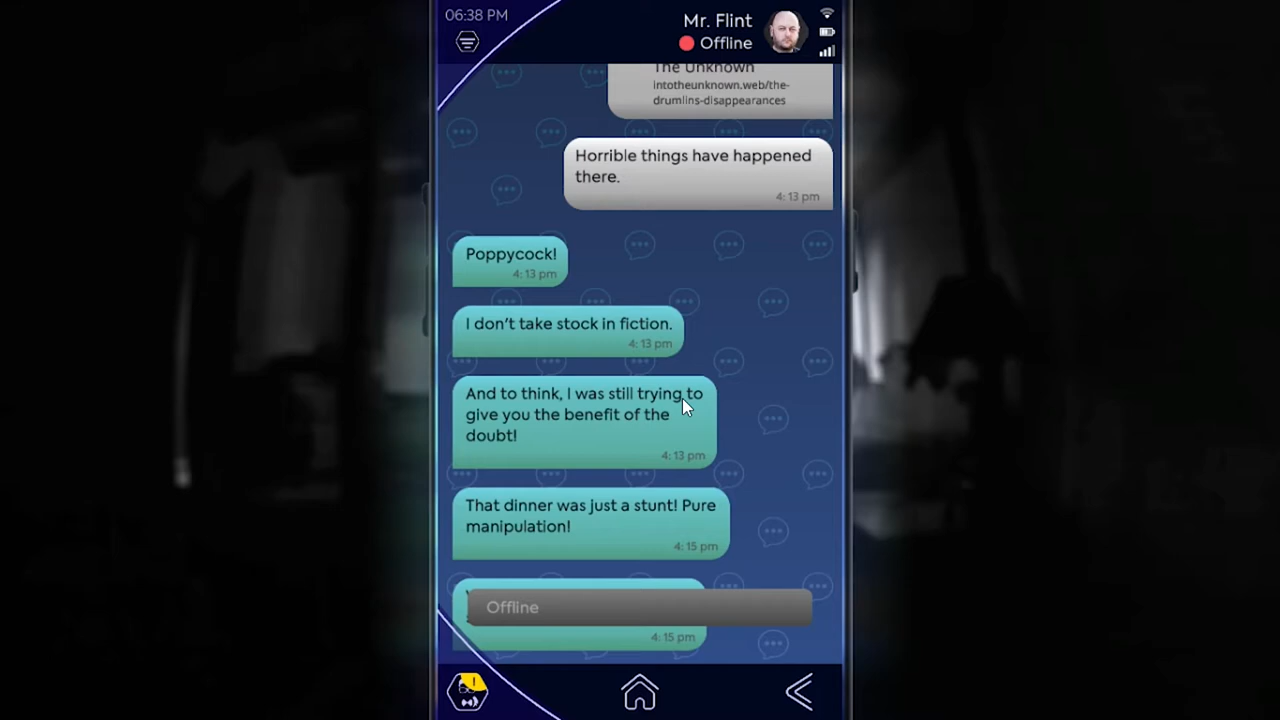 06:38 PM
Mr. Flint
Offline
The Unknown
intotheunknown.web/the-
drumlins-disappearances
Horrible things have happened
there.
4:13 pm
Poppycock!
4:13 pm
I don't take stock in fiction.
4:13 pm
And to think, I was still trying to
give you the benefit of the
doubt!
4:13 pm
That dinner was just a stunt! Pure
manipulation!
4:15 pm
Offline
4:15 pm